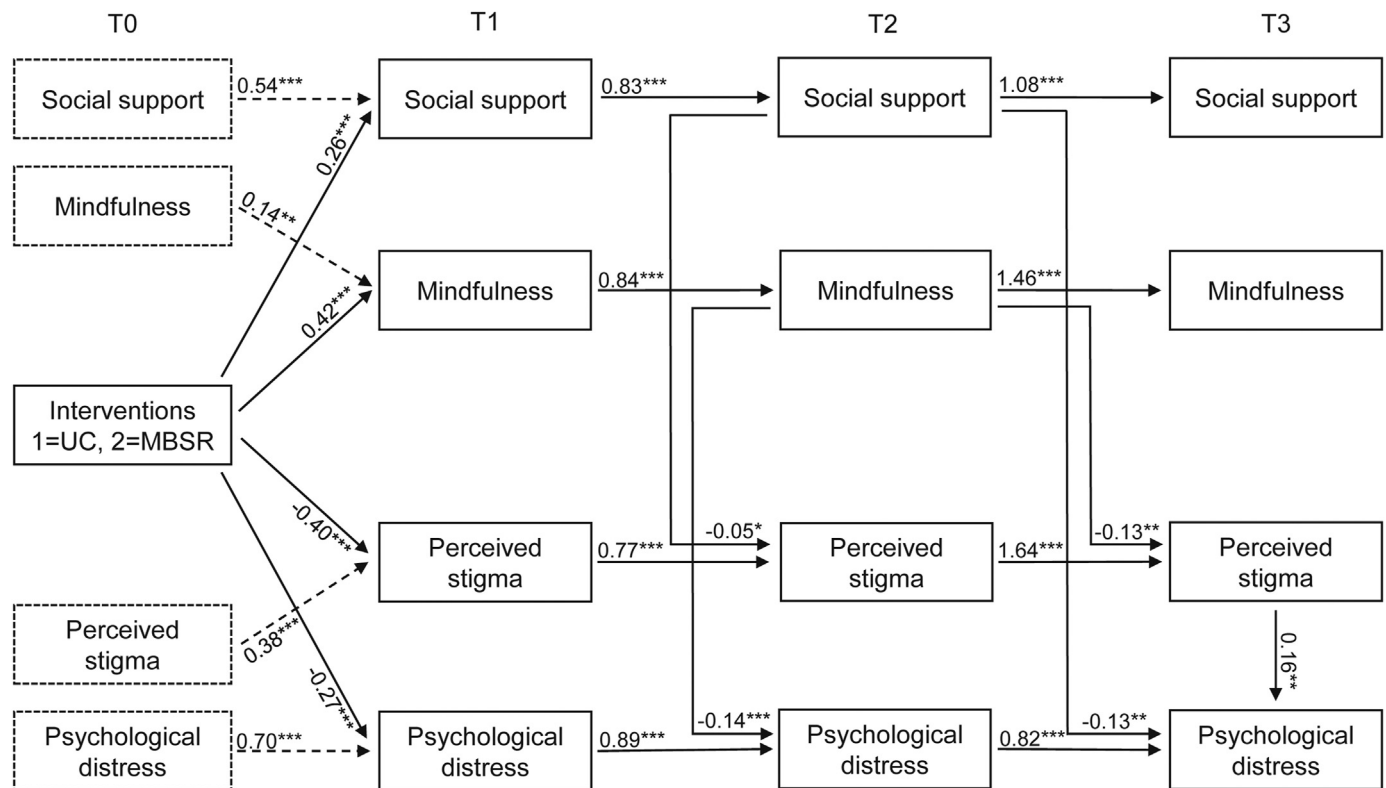 T0
T1
T2
T3
Social support
0.54***
Social support
0.83***
Social support
1.08***
Social support
0.26***
Mindfulness
0.14**
Mindfulness
0.84***
Mindfulness
1.46***
Mindfulness
0.42***
Interventions
1=UC, 2=MBSR
-0.40***
Perceived
stigma
0.77***
-0.05*
Perceived
stigma
1.64***
-0.13**
Perceived
stigma
Perceived
stigma
0.38***
0.16**
-0.27***
Psychological
distress
0.70***
Psychological
distress
0.89***
-0.14***
Psychological
distress
0.82***
-0.13**
Psychological
distress